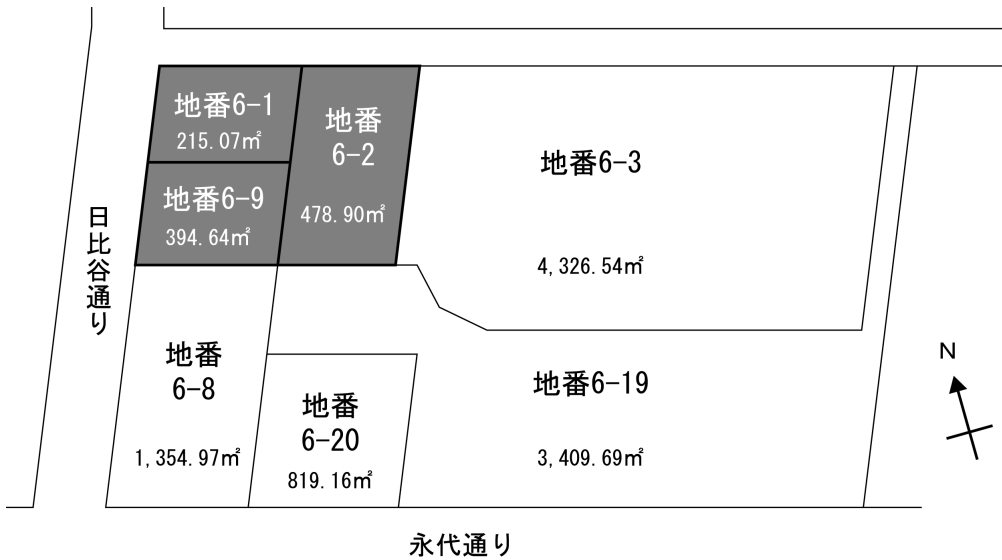 地番6-1
215.07㎡
地番
6-2
478.90㎡
地番6-9
394.64㎡
地番6-3
4,326.54㎡
日比谷通り
地番
6-8
1,354.97㎡
地番
6-20
819.16㎡
地番6-19
3,409.69㎡
N
永代通り